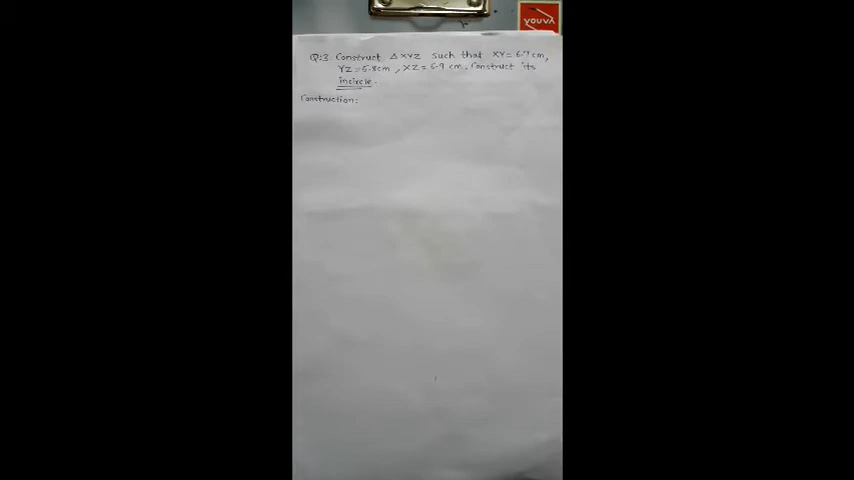 YOUVA
Q:3 Construct △ XYZ such that XY = 6.7 cm,
YZ = 5.8 cm, XZ = 6.9 cm. Construct its
incircle.
Construction: